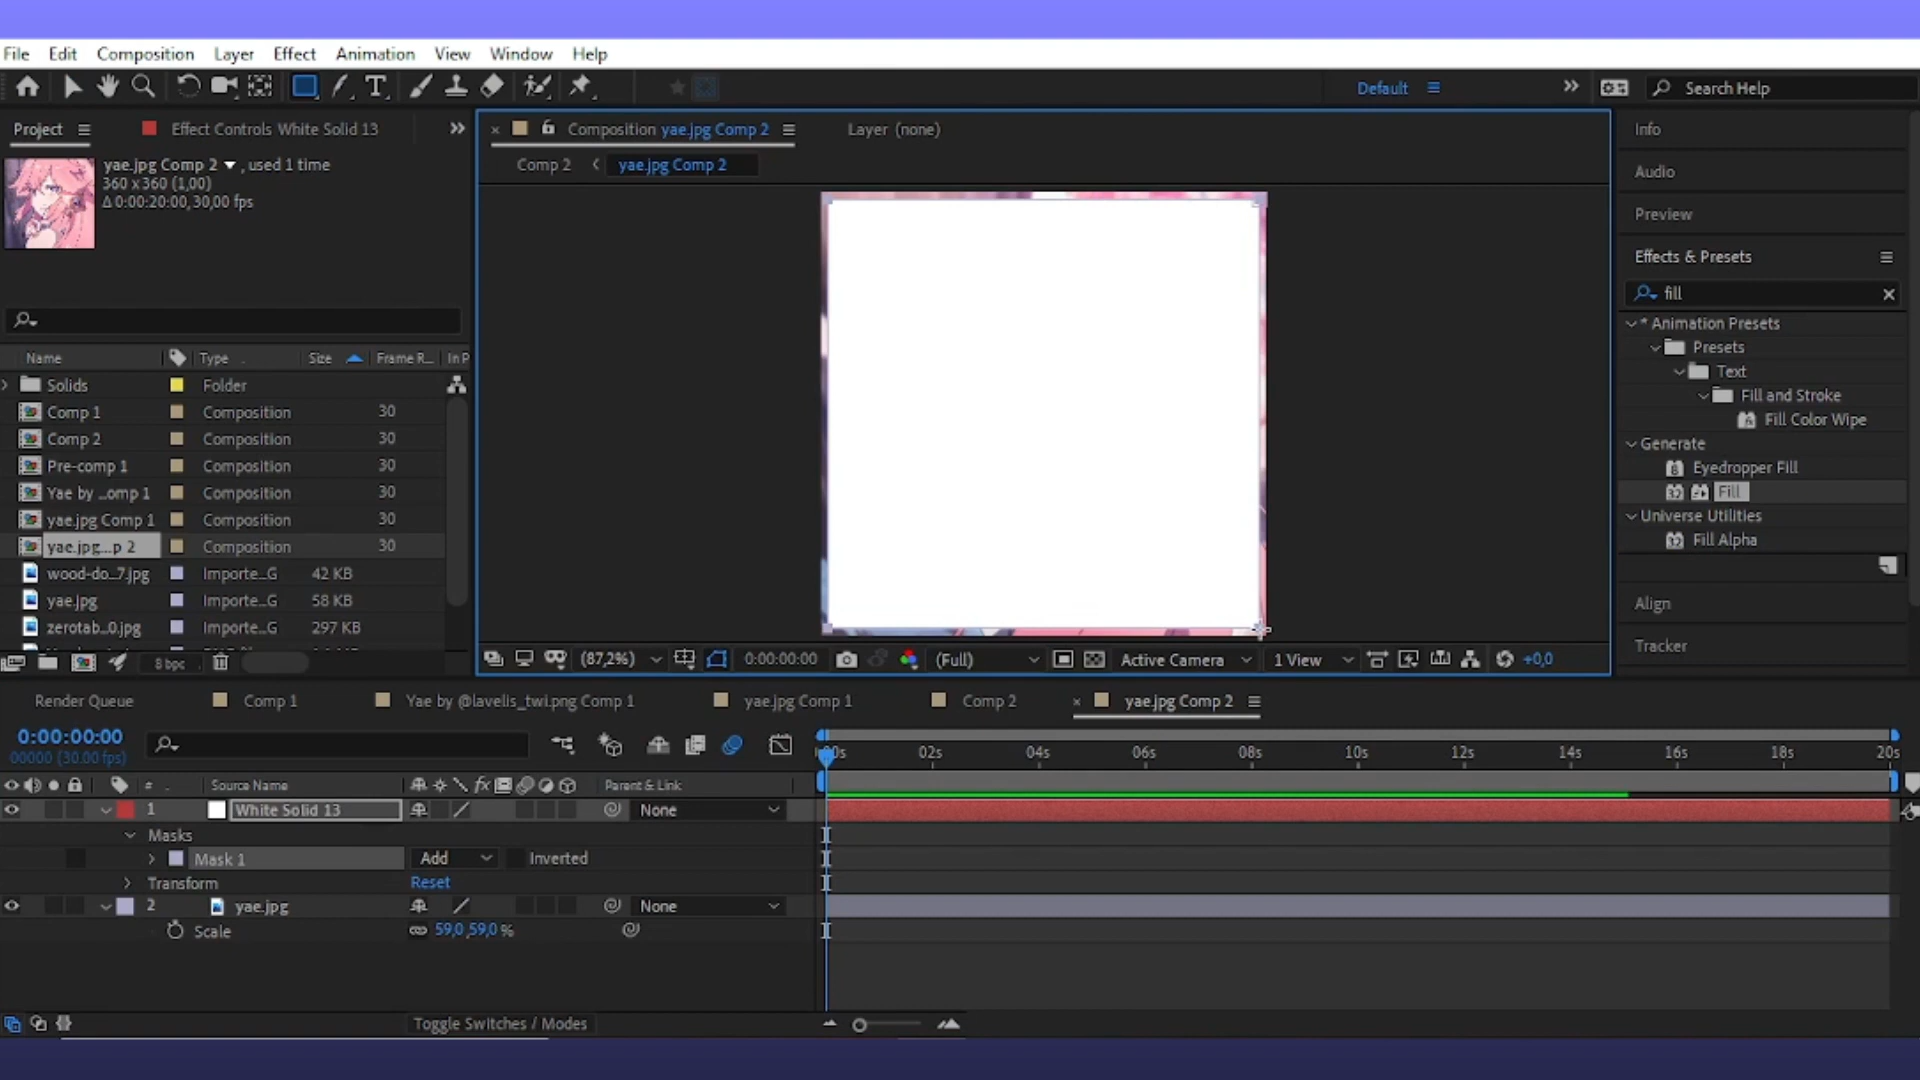 File Edit Composition Layer Effect Animation View Window Help
Default Search Help
Project Effect Controls White Solid 13
Composition yae.jpg Comp 2 Layer (none)
Info
yae.jpg Comp 2, used 1 time
360 x 360 (1,00)
Δ 0:00:20:00, 30,00 fps
Comp 2 yae.jpg Comp 2
Audio
Preview
Effects & Presets
fill
* Animation Presets
Presets
Text
Fill and Stroke
Fill Color Wipe
Generate
Eyedropper Fill
Fill
Universe Utilities
Fill Alpha
Align
Tracker
Name Type Size Frame R... In P
Solids Folder
Comp 1 Composition 30
Comp 2 Composition 30
Pre-comp 1 Composition 30
Yae by ...omp 1 Composition 30
yae.jpg Comp 1 Composition 30
yae.jpg...p 2 Composition 30
wood-do...7.jpg Importe...G 42 KB
yae.jpg Importe...G 58 KB
zerotab...0.jpg Importe...G 297 KB
8 bpc
(87,2%) 0:00:00:00 (Full) Active Camera 1 View +0,0
Render Queue Comp 1 Yae by @lavelis_twi.png Comp 1 yae.jpg Comp 1 Comp 2 yae.jpg Comp 2
0:00:00:00
00000 (30.00 fps)
02s 04s 06s 08s 10s 12s 14s 16s 18s 20s
# Source Name Parent & Link
1 White Solid 13 None
Masks
Mask 1 Add Inverted
Transform Reset
2 yae.jpg None
Scale 59,0,59,0 %
Toggle Switches / Modes